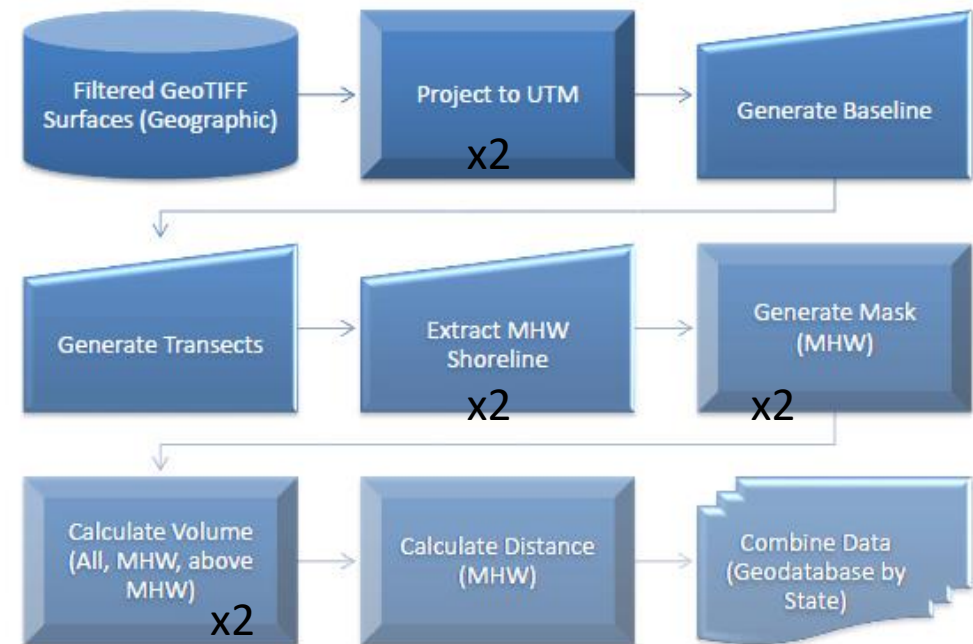 Filtered GeoTIFF
Surfaces (Geographic)
Project to UTM
x2
Generate Baseline
Generate Transects
Extract MHW
Shoreline
x2
Generate Mask
(MHW)
x2
Calculate Volume
(All, MHW, above
MHW)
x2
Calculate Distance
(MHW)
Combine Data
(Geodatabase by
State)